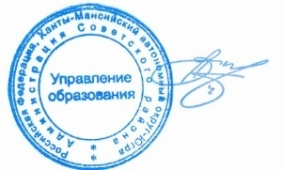 Российская Федерация, Ханты-Мансийский автономный округ-Югра
Администрация Советского района
Управление
образования